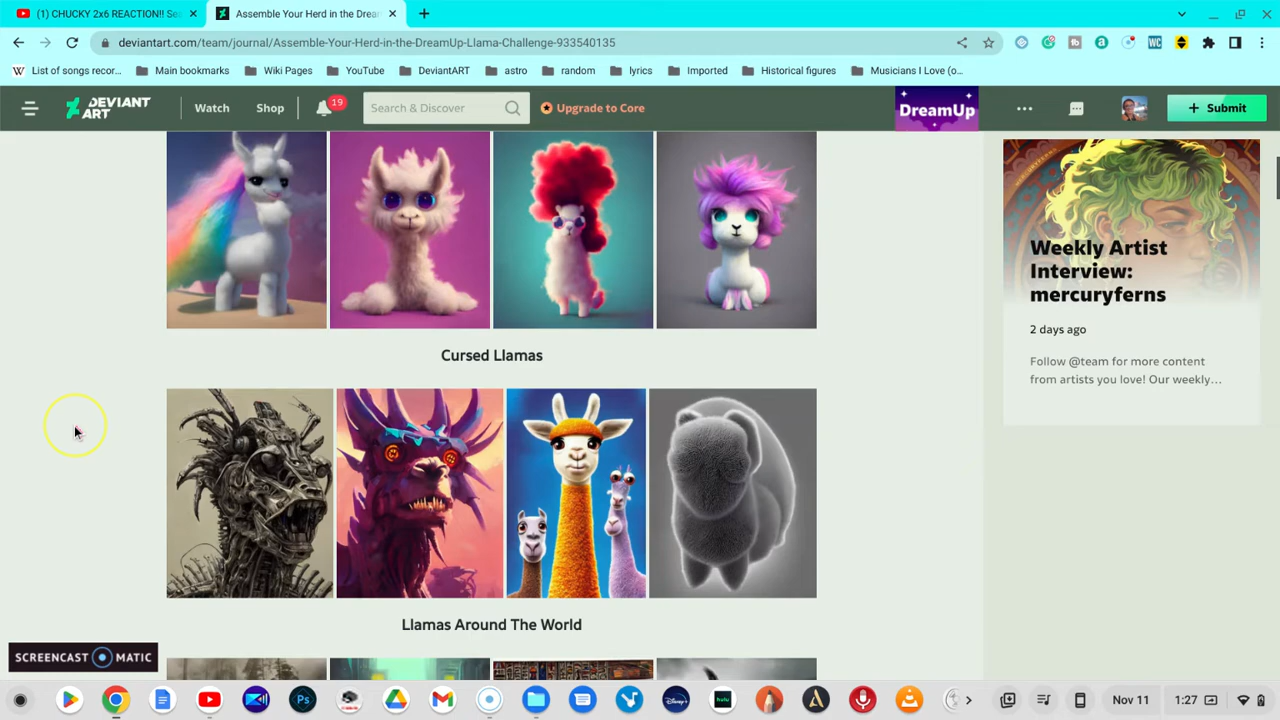 (1) CHUCKY 2x6 REACTION!! Sea
Assemble Your Herd in the Drea
deviantart.com/team/journal/Assemble-Your-Herd-in-the-DreamUp-Llama-Challenge-933540135
List of songs recor...
Main bookmarks
Wiki Pages
YouTube
DeviantART
astro
random
lyrics
Imported
Historical figures
Musicians I Love (o...
DEVIANT ART
Watch
Shop
19
Search & Discover
Upgrade to Core
DreamUp
+ Submit
Weekly Artist
Interview:
mercuryferns
2 days ago
Follow @team for more content
from artists you love! Our weekly...
Cursed Llamas
Llamas Around The World
SCREENCAST MATIC
Ps
hulu
Disney+
Nov 11
1:27